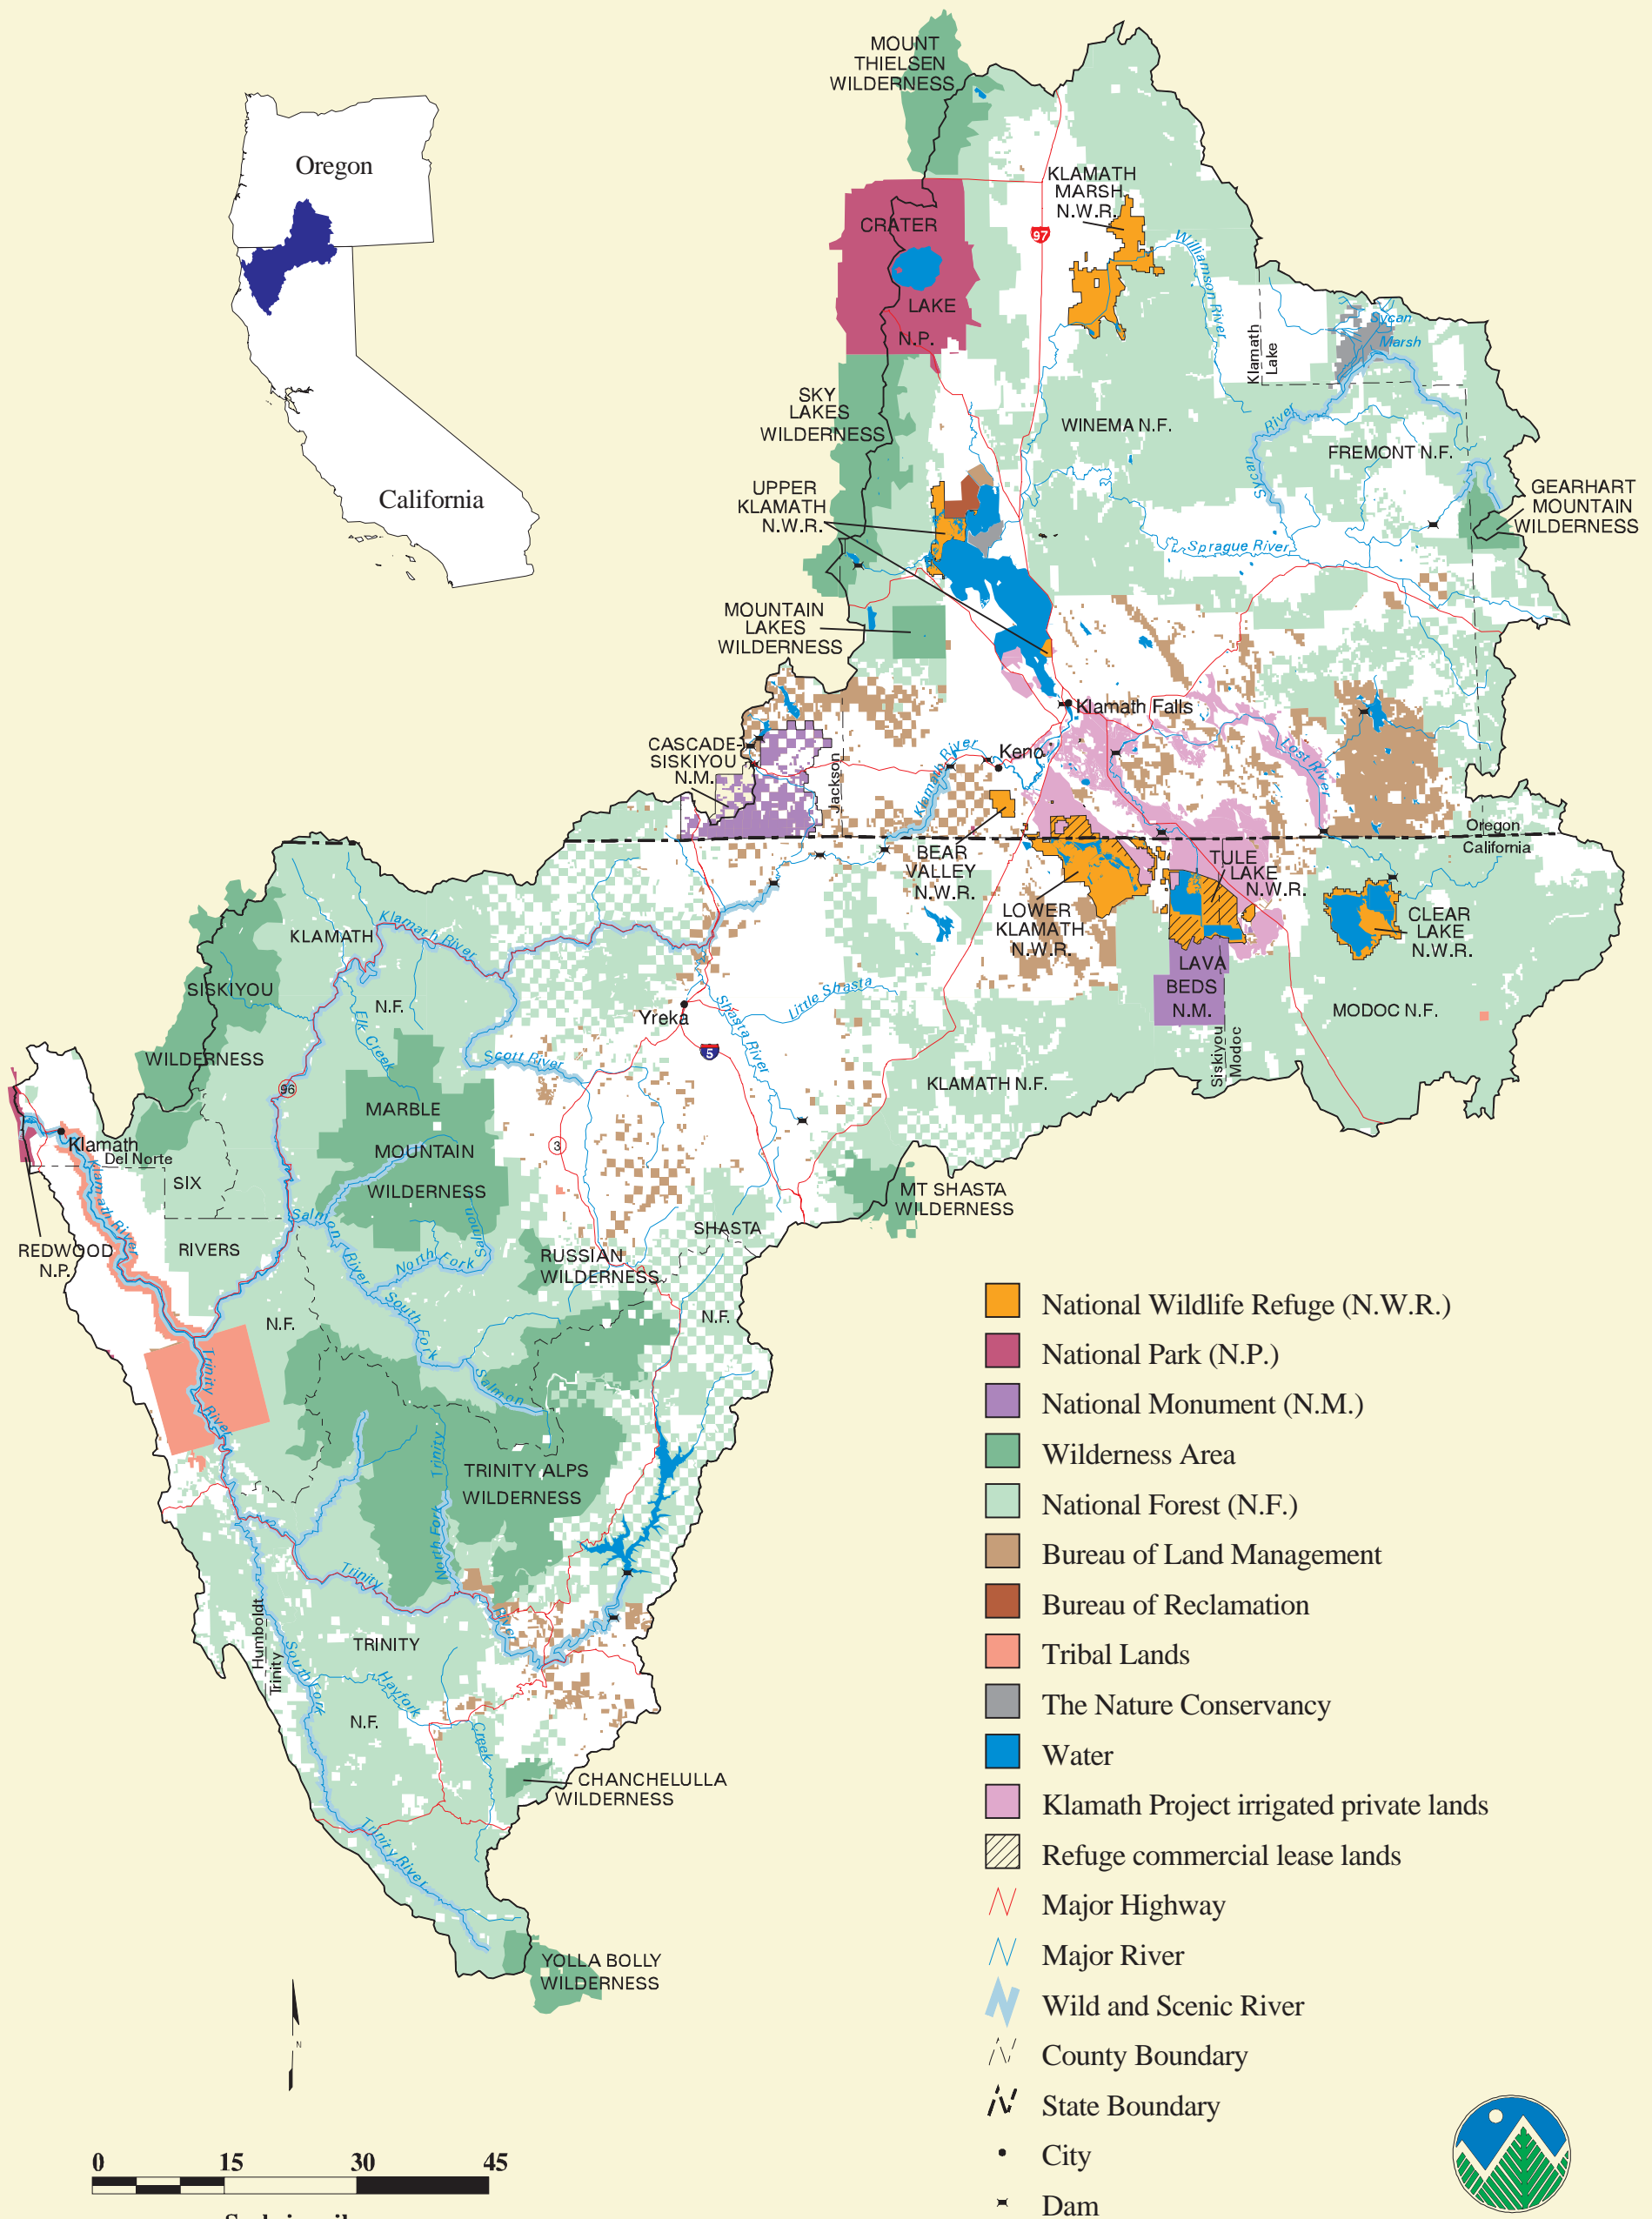 Oregon
California
MOUNT
THIELSEN
WILDERNESS
KLAMATH
MARSH
N.W.R.
97
CRATER
LAKE
N.P.
Williamson River
Klamath
Lake
Sycan
Marsh
SKY
LAKES
WILDERNESS
WINEMA N.F.
River
Sycan
FREMONT N.F.
UPPER
KLAMATH
N.W.R.
GEARHART
MOUNTAIN
WILDERNESS
Sprague River
MOUNTAIN
LAKES
WILDERNESS
Klamath Falls
CASCADE-
SISKIYOU
N.M.
Jackson
Klamath River
Keno
Lost River
Oregon
California
BEAR
VALLEY
N.W.R.
TULE
LAKE
N.W.R.
LOWER
KLAMATH
N.W.R.
CLEAR
LAKE
N.W.R.
LAVA
BEDS
N.M.
MODOC N.F.
Siskiyou
Modoc
KLAMATH
N.F.
Klamath River
SISKIYOU
WILDERNESS
Elk Creek
Yreka
Shasta River
Little Shasta
5
Scott River
KLAMATH N.F.
96
MARBLE
MOUNTAIN
WILDERNESS
3
Klamath
Del Norte
SIX
RIVERS
N.F.
Klamath River
REDWOOD
N.P.
Salmon
River
North Fork
Salmon
South Fork
Salmon
RUSSIAN
WILDERNESS
SHASTA
N.F.
MT SHASTA
WILDERNESS
Trinity
River
TRINITY ALPS
WILDERNESS
North Fork
Trinity
Trinity
River
Humboldt
Trinity
South Fork
TRINITY
N.F.
Hayfork
Creek
CHANCHELULLA
WILDERNESS
Trinity River
YOLLA BOLLY
WILDERNESS
N
0 15 30 45
National Wildlife Refuge (N.W.R.)
National Park (N.P.)
National Monument (N.M.)
Wilderness Area
National Forest (N.F.)
Bureau of Land Management
Bureau of Reclamation
Tribal Lands
The Nature Conservancy
Water
Klamath Project irrigated private lands
Refuge commercial lease lands
Major Highway
Major River
Wild and Scenic River
County Boundary
State Boundary
City
Dam